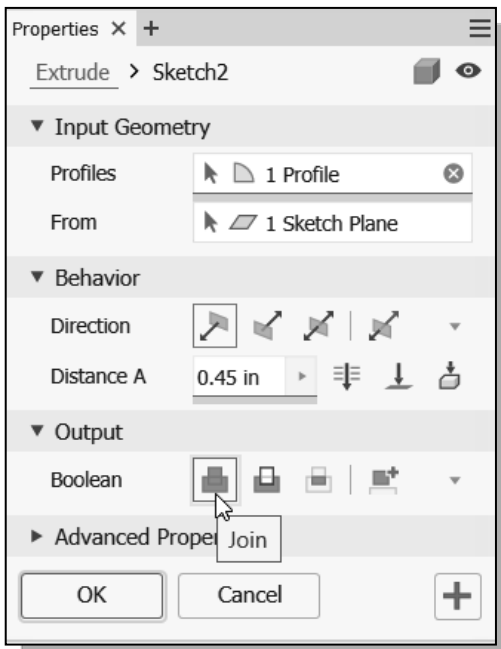 Properties × +
Extrude > Sketch2
Input Geometry
Profiles 1 Profile
From 1 Sketch Plane
Behavior
Direction
Distance A 0.45 in
Output
Boolean
Advanced Prope
Join
OK Cancel +